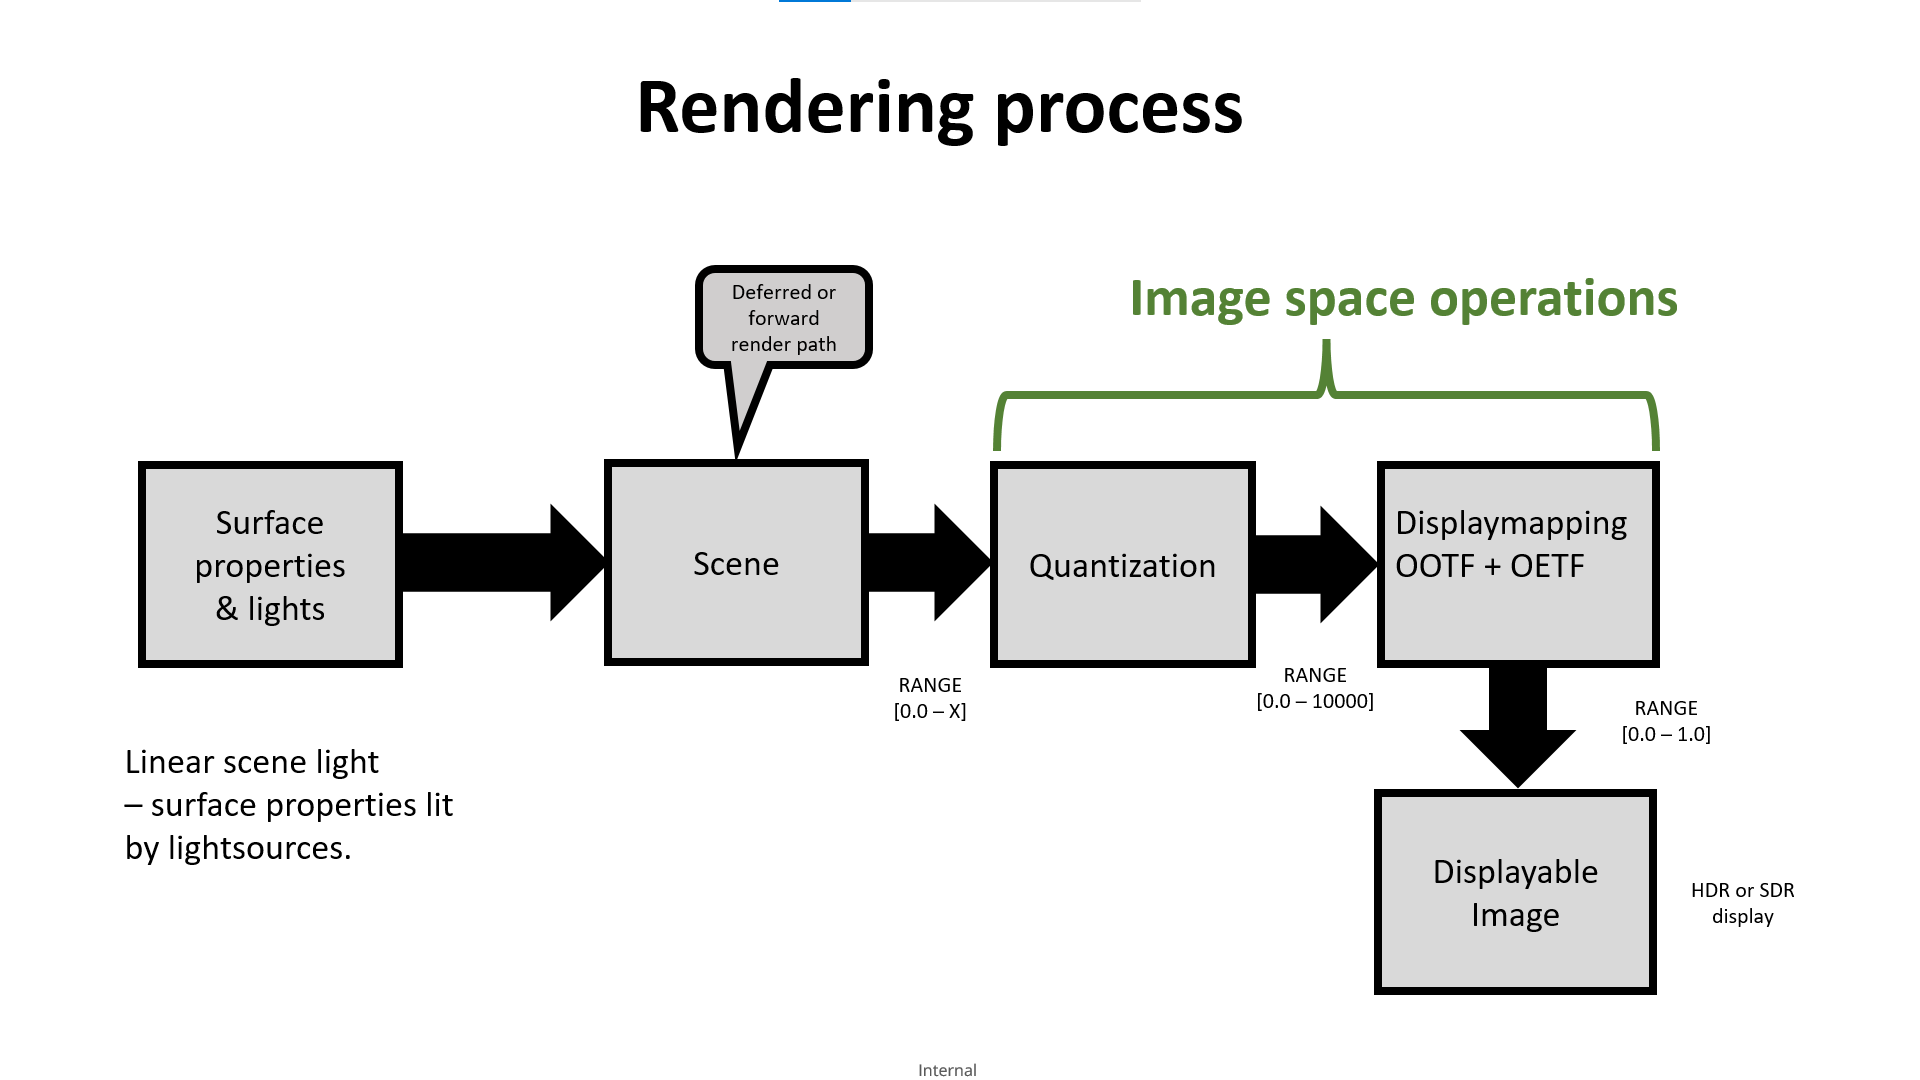 Rendering process
Deferred or
forward
render path
Image space operations
Surface
properties
& lights
Scene
Quantization
Displaymapping
OOTF + OETF
RANGE
[0.0 – X]
RANGE
[0.0 – 10000]
RANGE
[0.0 – 1.0]
Linear scene light
– surface properties lit
by lightsources.
Displayable
Image
HDR or SDR
display
Internal